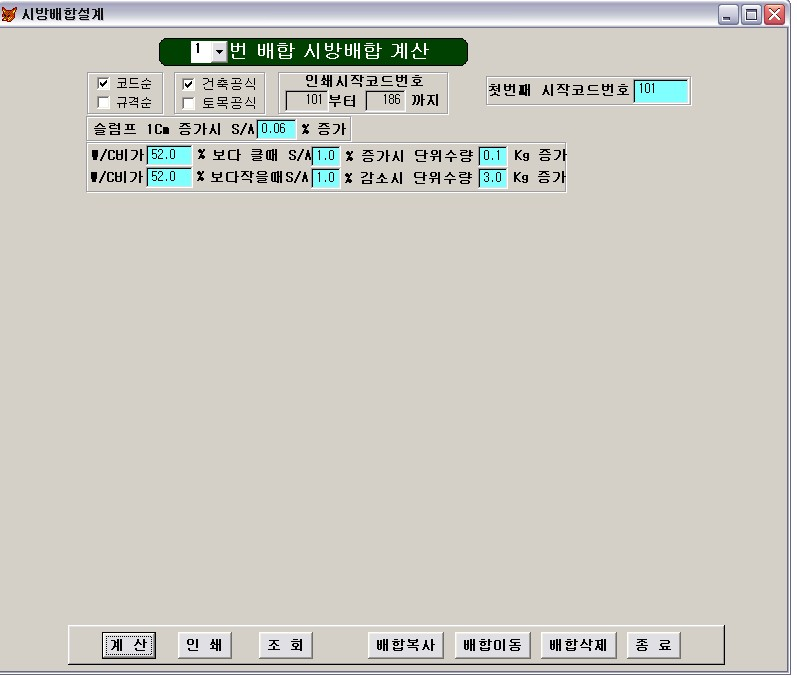 시방배합설계
1 번 배합 시방배합 계산
코드순
규격순
건축공식
토목공식
인쇄시작코드번호
101 부터 186 까지
첫번째 시작코드번호 101
슬럼프 1Cm 증가시 S/A 0.06 % 증가
W/C비가 52.0 % 보다 클때 S/A 1.0 % 증가시 단위수량 0.1 Kg 증가
W/C비가 52.0 % 보다작을때S/A 1.0 % 감소시 단위수량 3.0 Kg 증가
계 산 인 쇄 조 회 배합복사 배합이동 배합삭제 종 료